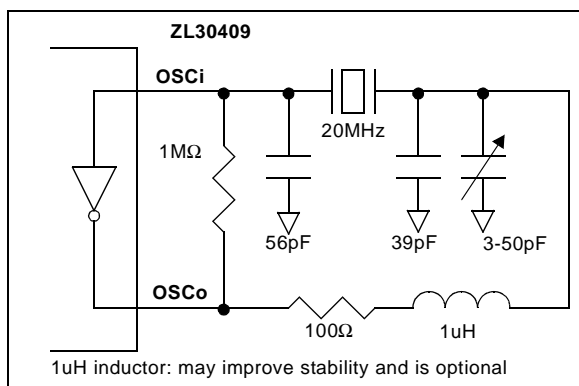 ZL30409
OSCi
20MHz
1MΩ
56pF
39pF
3-50pF
OSCo
100Ω
1uH
1uH inductor: may improve stability and is optional